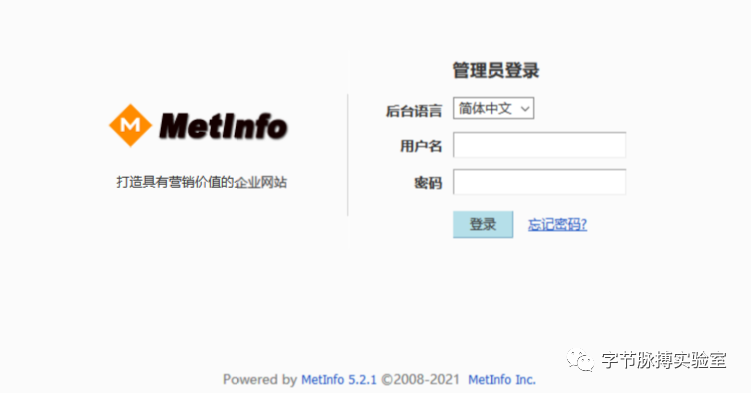 管理员登录
后台语言 简体中文
M MetInfo
用户名
打造具有营销价值的企业网站
密码
登录 忘记密码?
字节脉搏实验室
Powered by MetInfo 5.2.1 ©2008-2021 MetInfo Inc.